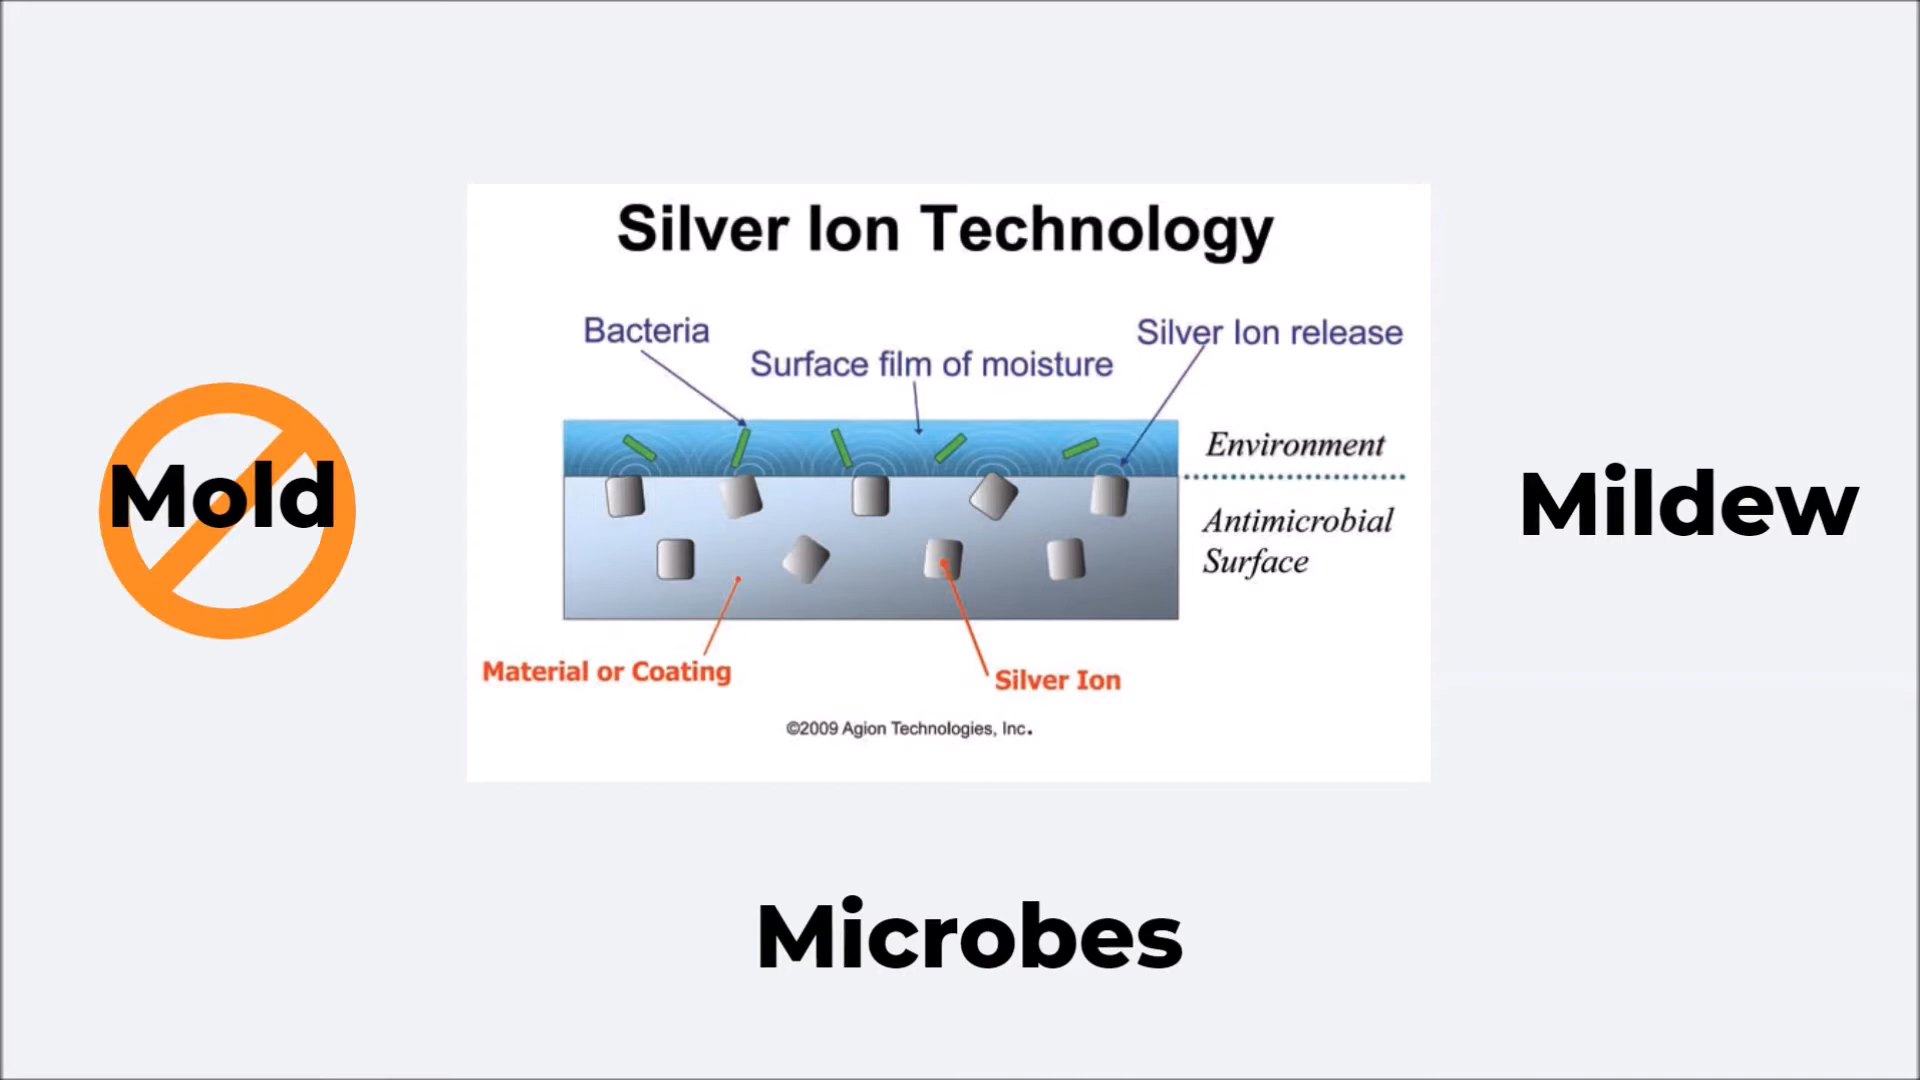 Silver Ion Technology
Bacteria
Silver Ion release
Surface film of moisture
Environment
Mold
Mildew
Antimicrobial
Surface
Material or Coating
Silver Ion
©2009 Agion Technologies, Inc.
Microbes